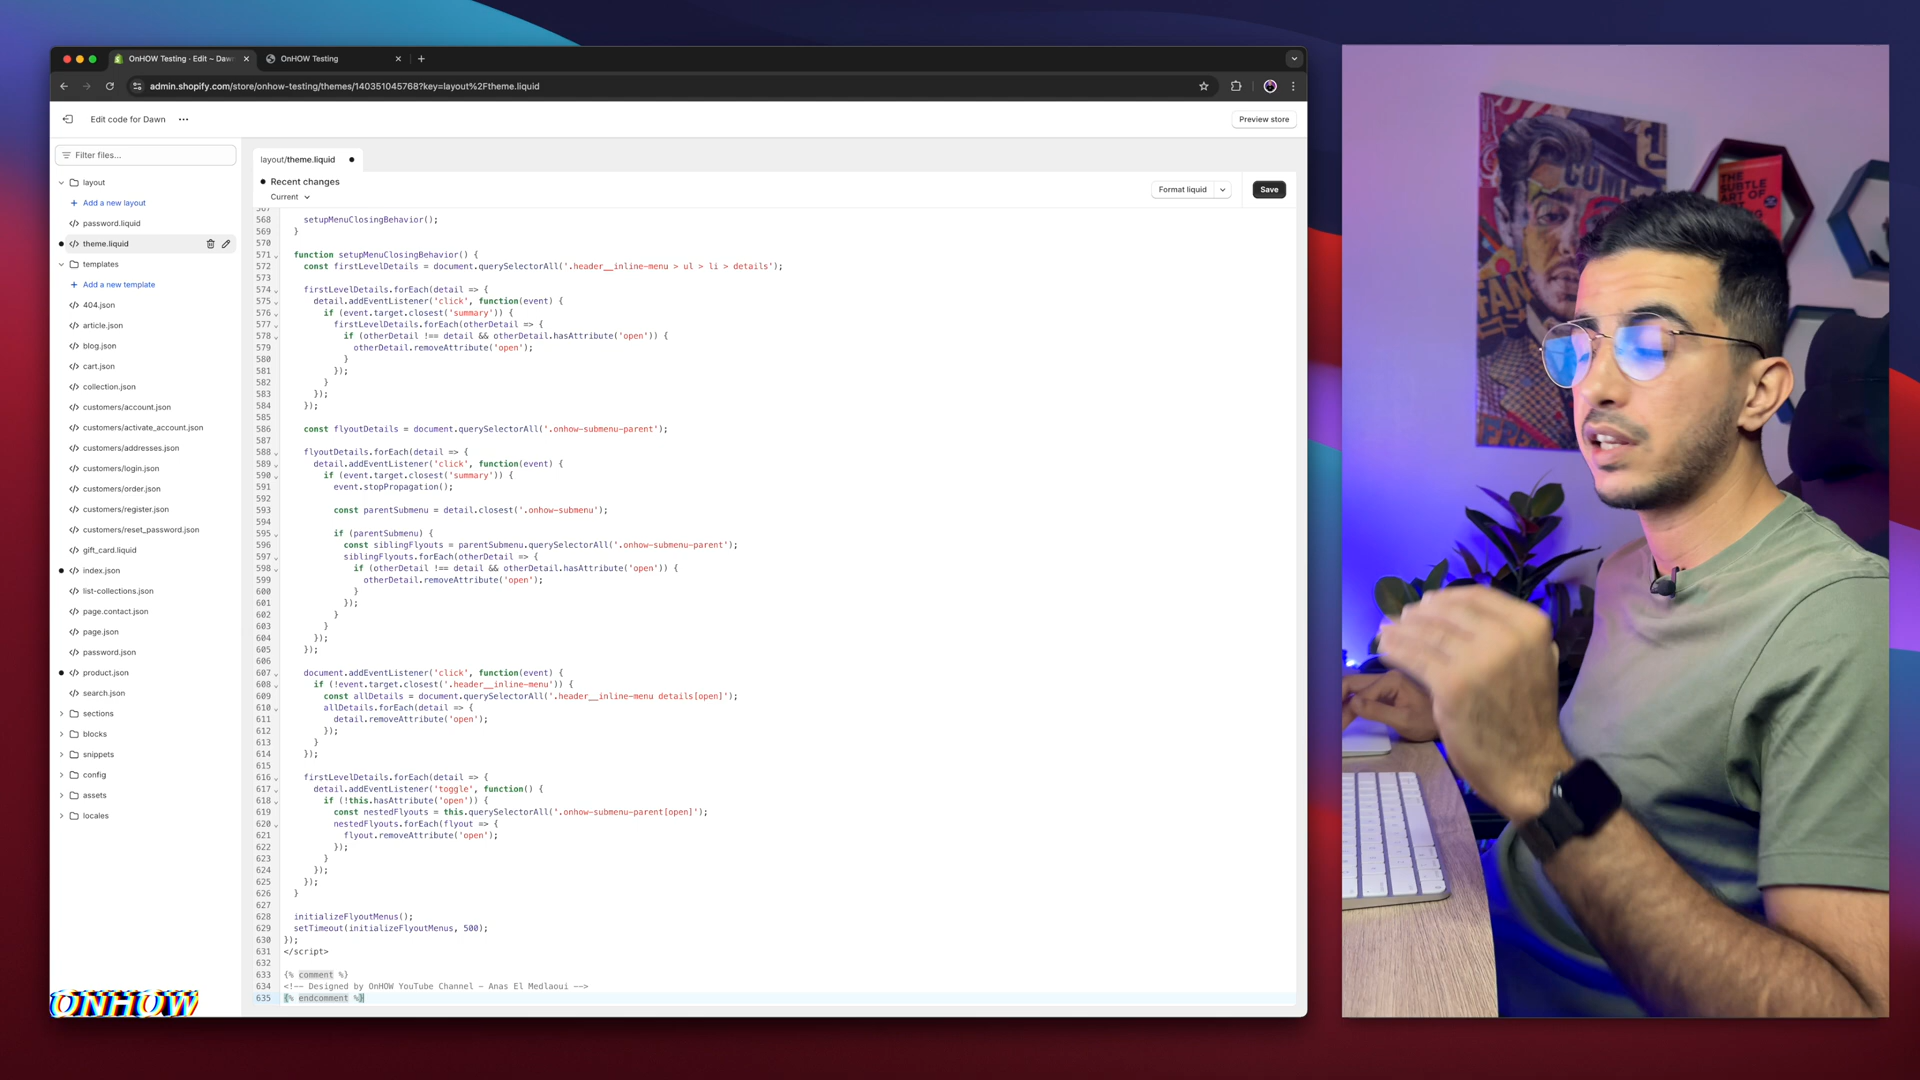 OnHOW Testing · Edit ~ Dawn
OnHOW Testing
admin.shopify.com/store/onhow-testing/themes/140351045768?key=layout%2Ftheme.liquid
Edit code for Dawn
Preview store
Filter files...
layout
Add a new layout
password.liquid
theme.liquid
templates
Add a new template
404.json
article.json
blog.json
cart.json
collection.json
customers/account.json
customers/activate_account.json
customers/addresses.json
customers/login.json
customers/order.json
customers/register.json
customers/reset_password.json
gift_card.liquid
index.json
list-collections.json
page.contact.json
page.json
password.json
product.json
search.json
sections
blocks
snippets
config
assets
locales
ONHOW
layout/theme.liquid
Recent changes
Current
Format liquid
Save
567
568 setupMenuClosingBehavior();
569 }
570
571 function setupMenuClosingBehavior() {
572 const firstLevelDetails = document.querySelectorAll('.header__inline-menu > ul > li > details');
573
574 firstLevelDetails.forEach(detail => {
575 detail.addEventListener('click', function(event) {
576 if (event.target.closest('summary')) {
577 firstLevelDetails.forEach(otherDetail => {
578 if (otherDetail !== detail && otherDetail.hasAttribute('open')) {
579 otherDetail.removeAttribute('open');
580 }
581 });
582 }
583 });
584 });
585
586 const flyoutDetails = document.querySelectorAll('.onhow-submenu-parent');
587
588 flyoutDetails.forEach(detail => {
589 detail.addEventListener('click', function(event) {
590 if (event.target.closest('summary')) {
591 event.stopPropagation();
592
593 const parentSubmenu = detail.closest('.onhow-submenu');
594
595 if (parentSubmenu) {
596 const siblingFlyouts = parentSubmenu.querySelectorAll('.onhow-submenu-parent');
597 siblingFlyouts.forEach(otherDetail => {
598 if (otherDetail !== detail && otherDetail.hasAttribute('open')) {
599 otherDetail.removeAttribute('open');
600 }
601 });
602 }
603 }
604 });
605 });
606
607 document.addEventListener('click', function(event) {
608 if (!event.target.closest('.header__inline-menu')) {
609 const allDetails = document.querySelectorAll('.header__inline-menu details[open]');
610 allDetails.forEach(detail => {
611 detail.removeAttribute('open');
612 });
613 }
614 });
615
616 firstLevelDetails.forEach(detail => {
617 detail.addEventListener('toggle', function() {
618 if (!this.hasAttribute('open')) {
619 const nestedFlyouts = this.querySelectorAll('.onhow-submenu-parent[open]');
620 nestedFlyouts.forEach(flyout => {
621 flyout.removeAttribute('open');
622 });
623 }
624 });
625 });
626 }
627
628 initializeFlyoutMenus();
629 setTimeout(initializeFlyoutMenus, 500);
630 });
631 </script>
632
633 {% comment %}
634 <!-- Designed by OnHOW YouTube Channel - Anas El Medlaoui -->
635 {% endcomment %}
THE
SUBTLE
ART OF